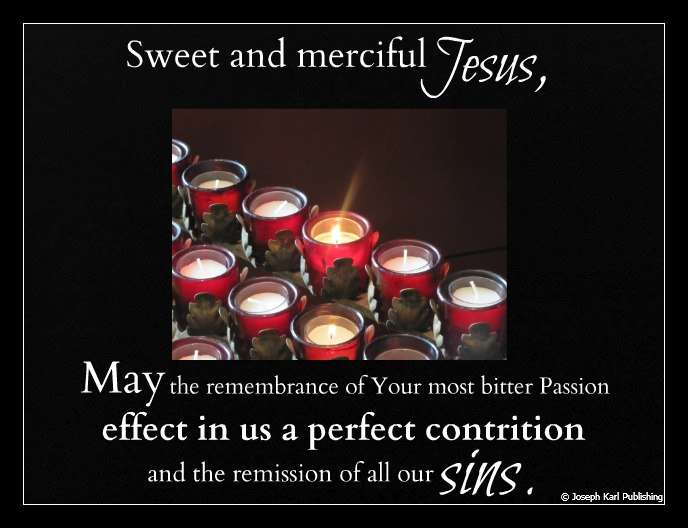 Sweet and merciful Jesus,
May the remembrance of Your most bitter Passion
effect in us a perfect contrition
and the remission of all our sins.
© Joseph Karl Publishing